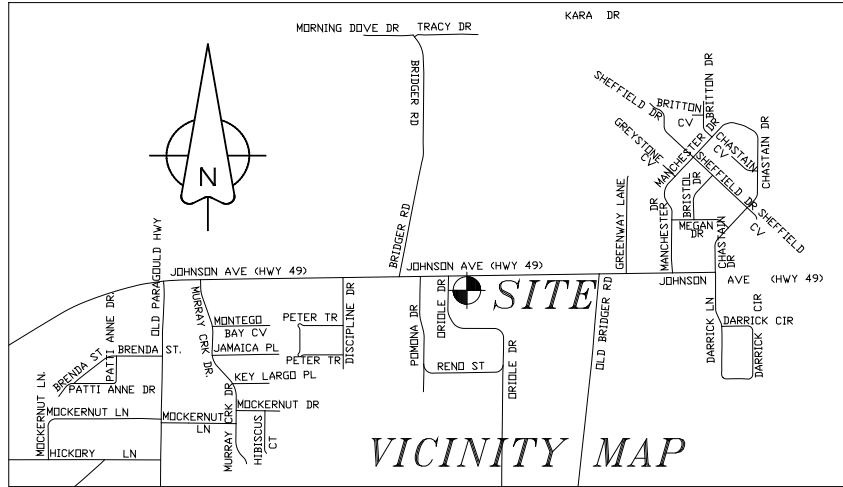 KARA DR
MORNING DOVE DR
TRACY DR
BRIDGER RD
BRITTON DR
SHEFFIELD DR
BRITTON
CV
GREYSTONE
CV
MANCHESTER DR
CHASTAIN
CV
CHASTAIN DR
SHEFFIELD DR
SHEFFIELD
CV
BRISTOL
DR
MEGAN
DR
MANCHESTER
DR
CHASTAIN
DR
GREENWAY LANE
N
BRIDGER RD
OLD PARAGOULD HWY
JOHNSON AVE (HWY 49)
JOHNSON AVE (HWY 49)
JOHNSON AVE (HWY 49)
SITE
PATTI ANNE DR
MURRAY CRK DR.
MONTEGO
BAY CV
JAMAICA PL
PETER TR
PETER TR
DISCIPLINE DR
POMONA DR
ORIOLE DR
RENO ST
ORIOLE DR
OLD BRIDGER RD
DARRICK LN
DARRICK CIR
DARRICK CIR
BRENDA ST
BRENDA ST.
PATTI ANNE DR
KEY LARGO PL
MOCKERNUT LN.
MOCKERNUT LN
MOCKERNUT
LN
MOCKERNUT DR
MURRAY CRK DR
HIBISCUS
CT
HICKORY LN
VICINITY MAP